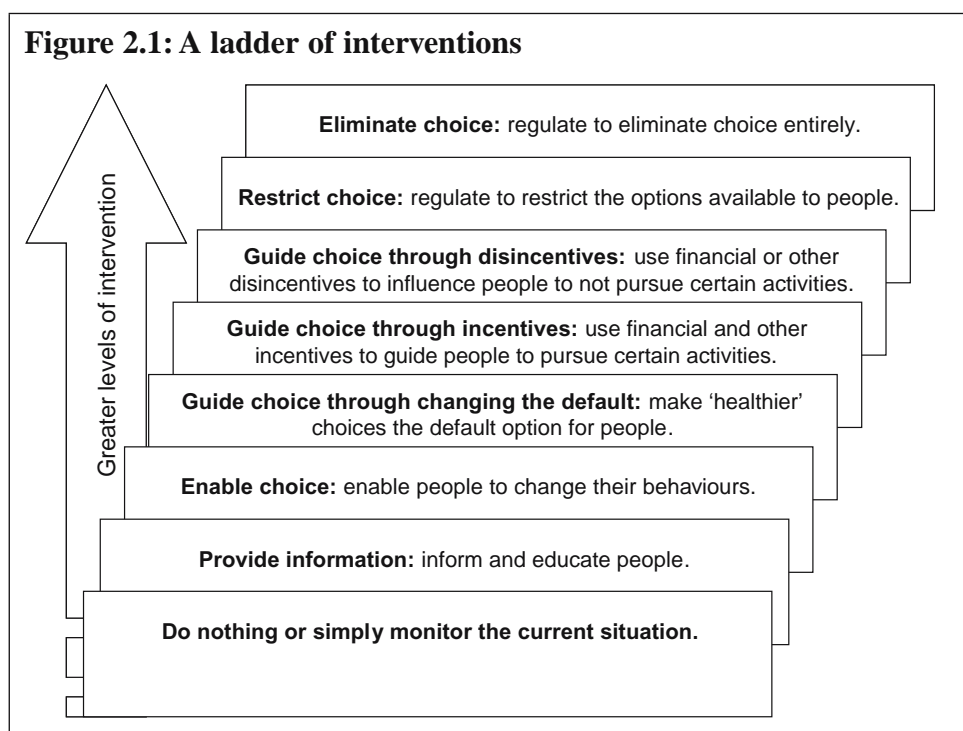 Figure 2.1: A ladder of interventions
Greater levels of intervention
Eliminate choice: regulate to eliminate choice entirely.
Restrict choice: regulate to restrict the options available to people.
Guide choice through disincentives: use financial or other
disincentives to influence people to not pursue certain activities.
Guide choice through incentives: use financial and other
incentives to guide people to pursue certain activities.
Guide choice through changing the default: make ‘healthier’
choices the default option for people.
Enable choice: enable people to change their behaviours.
Provide information: inform and educate people.
Do nothing or simply monitor the current situation.